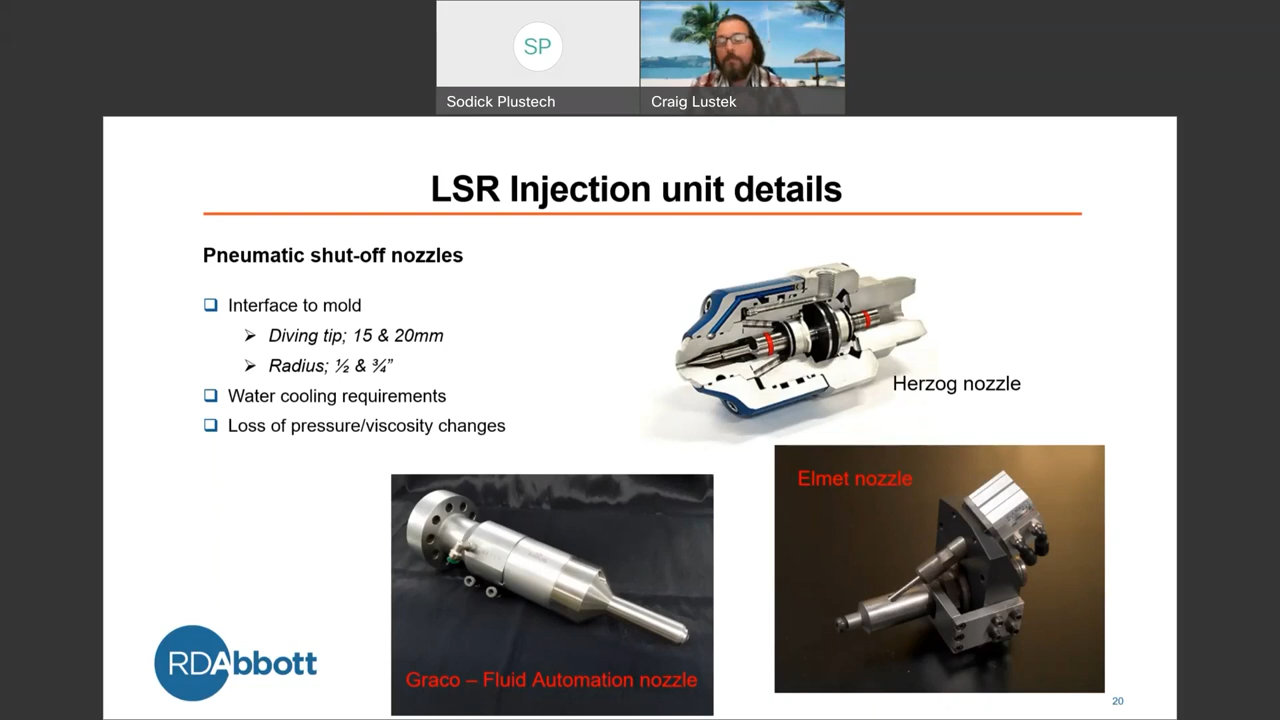 SP
Sodick Plustech
Craig Lustek
LSR Injection unit details
Pneumatic shut-off nozzles
Interface to mold
Diving tip; 15 & 20mm
Radius; ½ & ¾”
Water cooling requirements
Loss of pressure/viscosity changes
Herzog nozzle
Elmet nozzle
Graco – Fluid Automation nozzle
RDAbbott
20